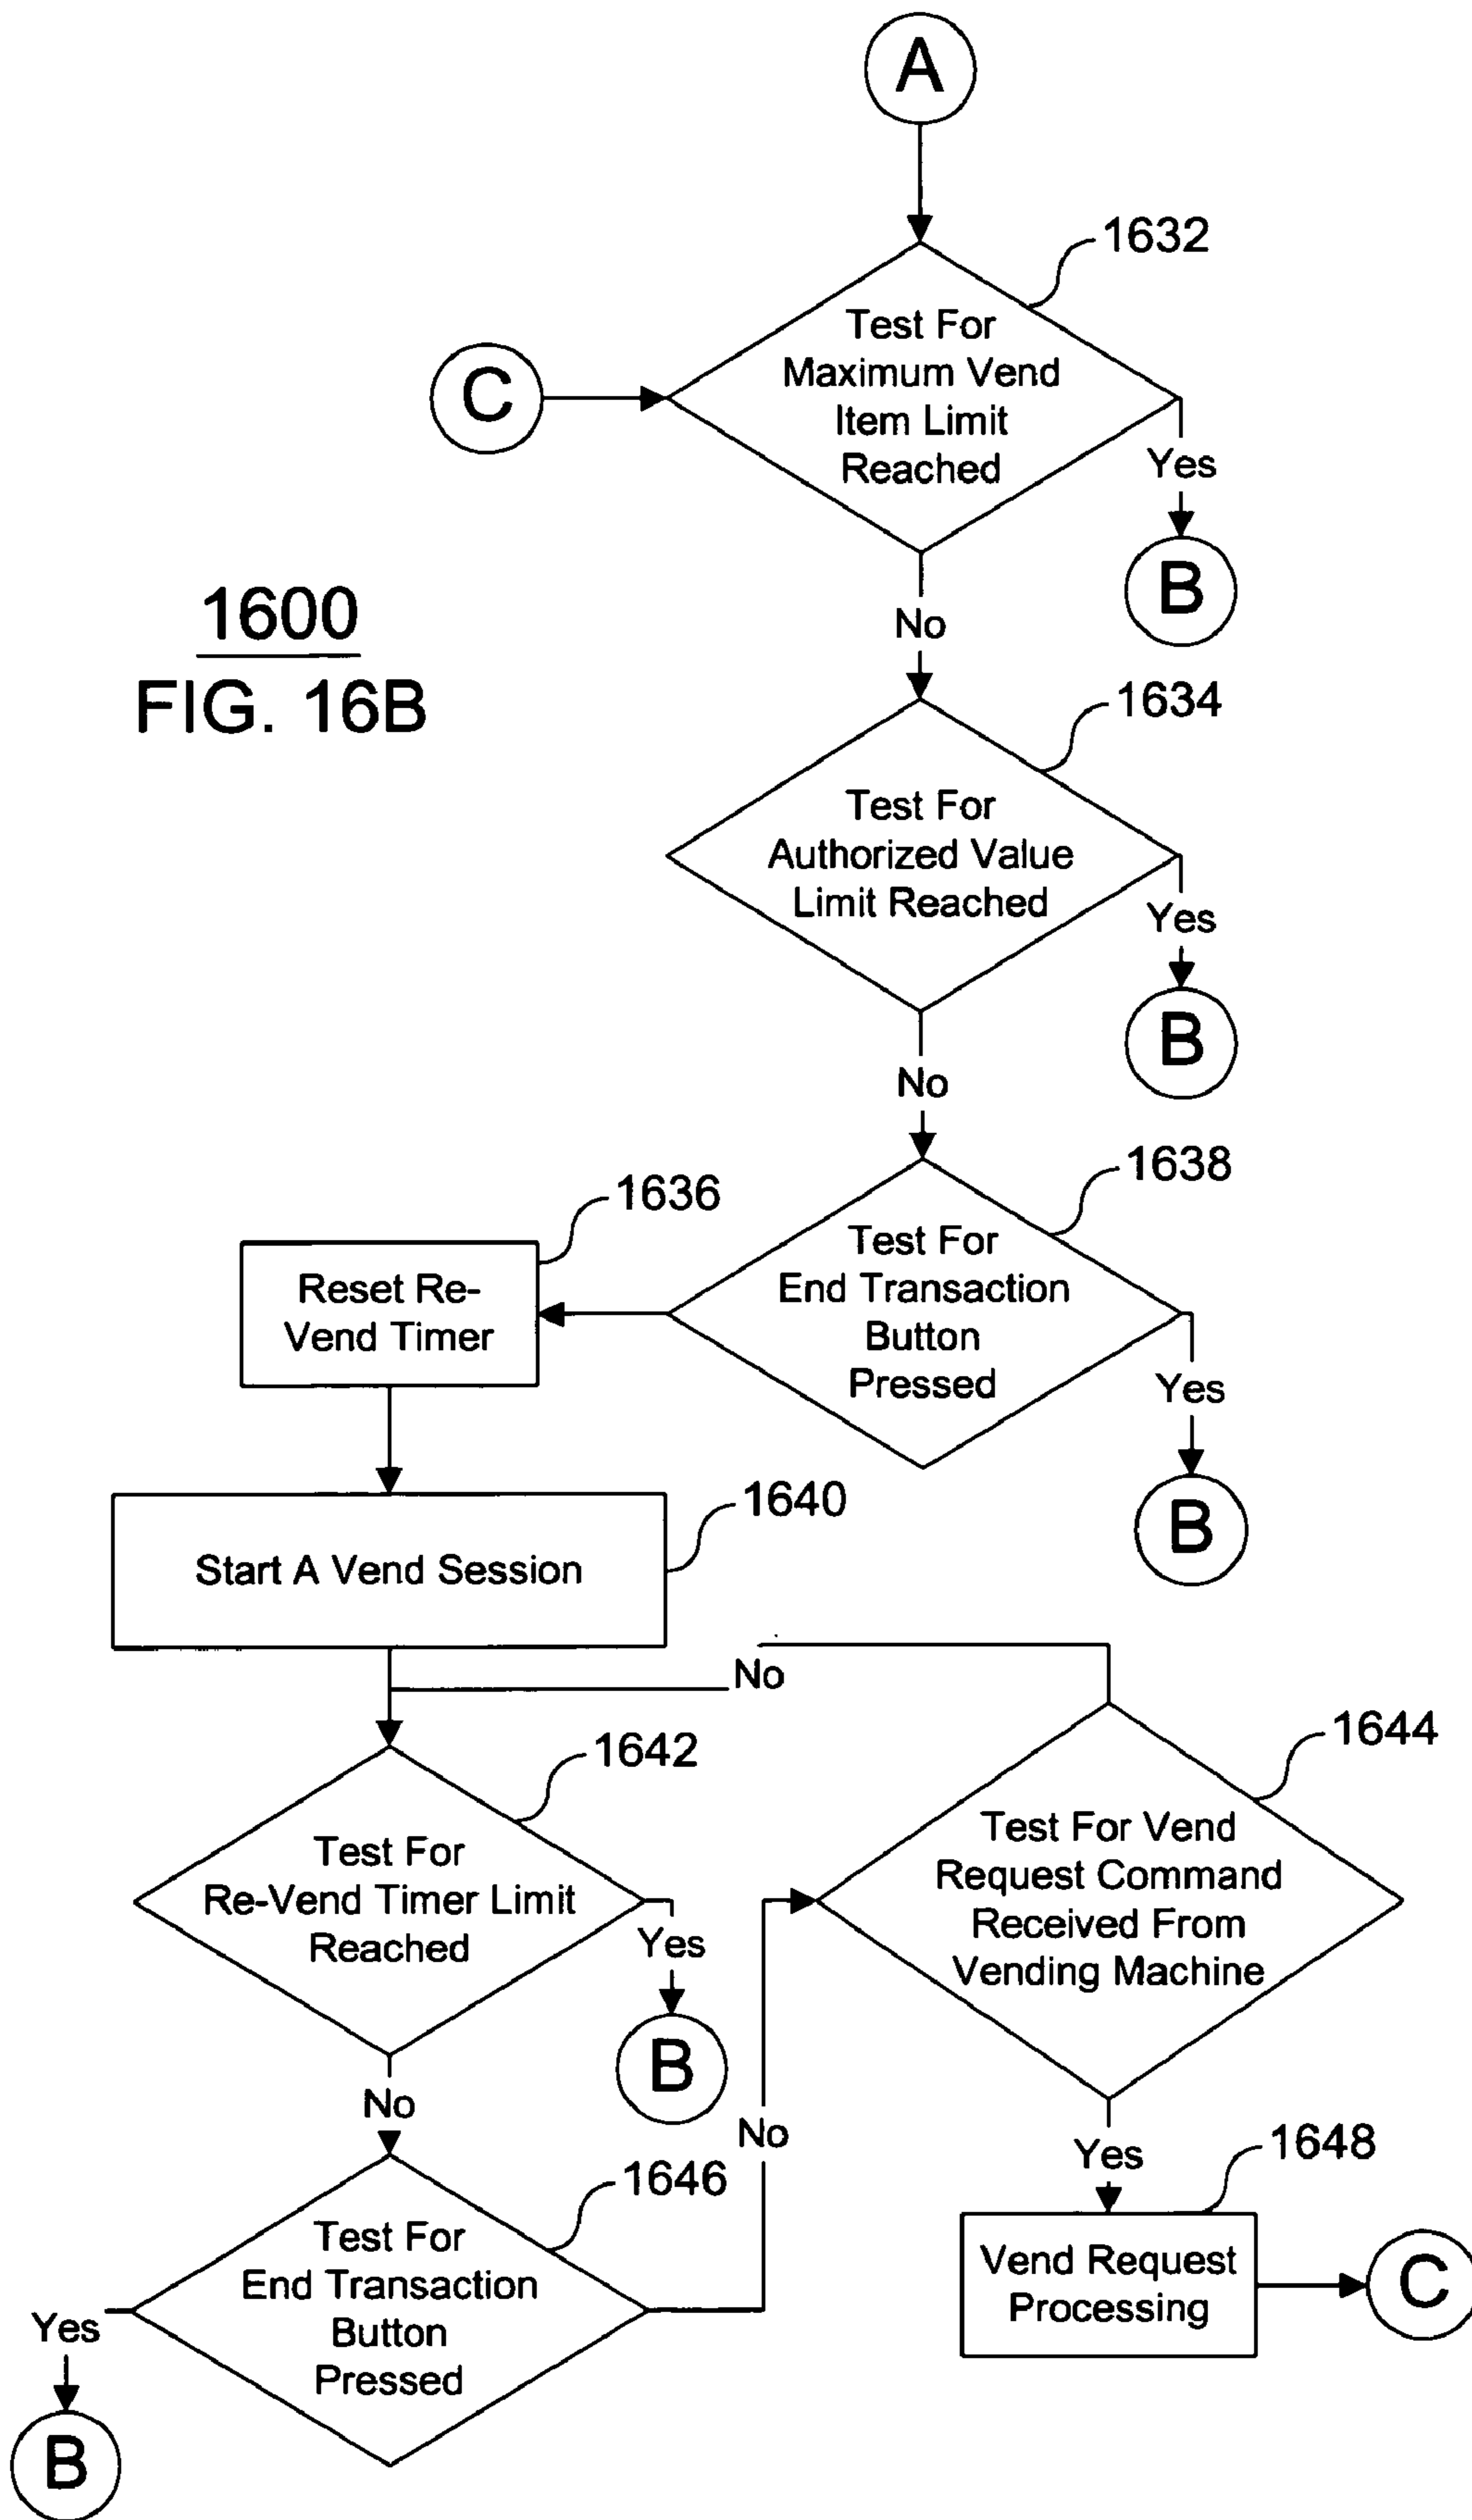 A
1632
Test For
Maximum Vend
Item Limit
Reached
C
Yes
B
1600
FIG. 16B
No
1634
Test For
Authorized Value
Limit Reached
Yes
B
No
1638
1636
Test For
End Transaction
Button
Pressed
Reset Re-
Vend Timer
Yes
B
1640
Start A Vend Session
No
1642
1644
Test For
Re-Vend Timer Limit
Reached
Test For Vend
Request Command
Received From
Vending Machine
Yes
B
No
No
Yes
1648
1646
Test For
End Transaction
Button
Pressed
Vend Request
Processing
C
Yes
B